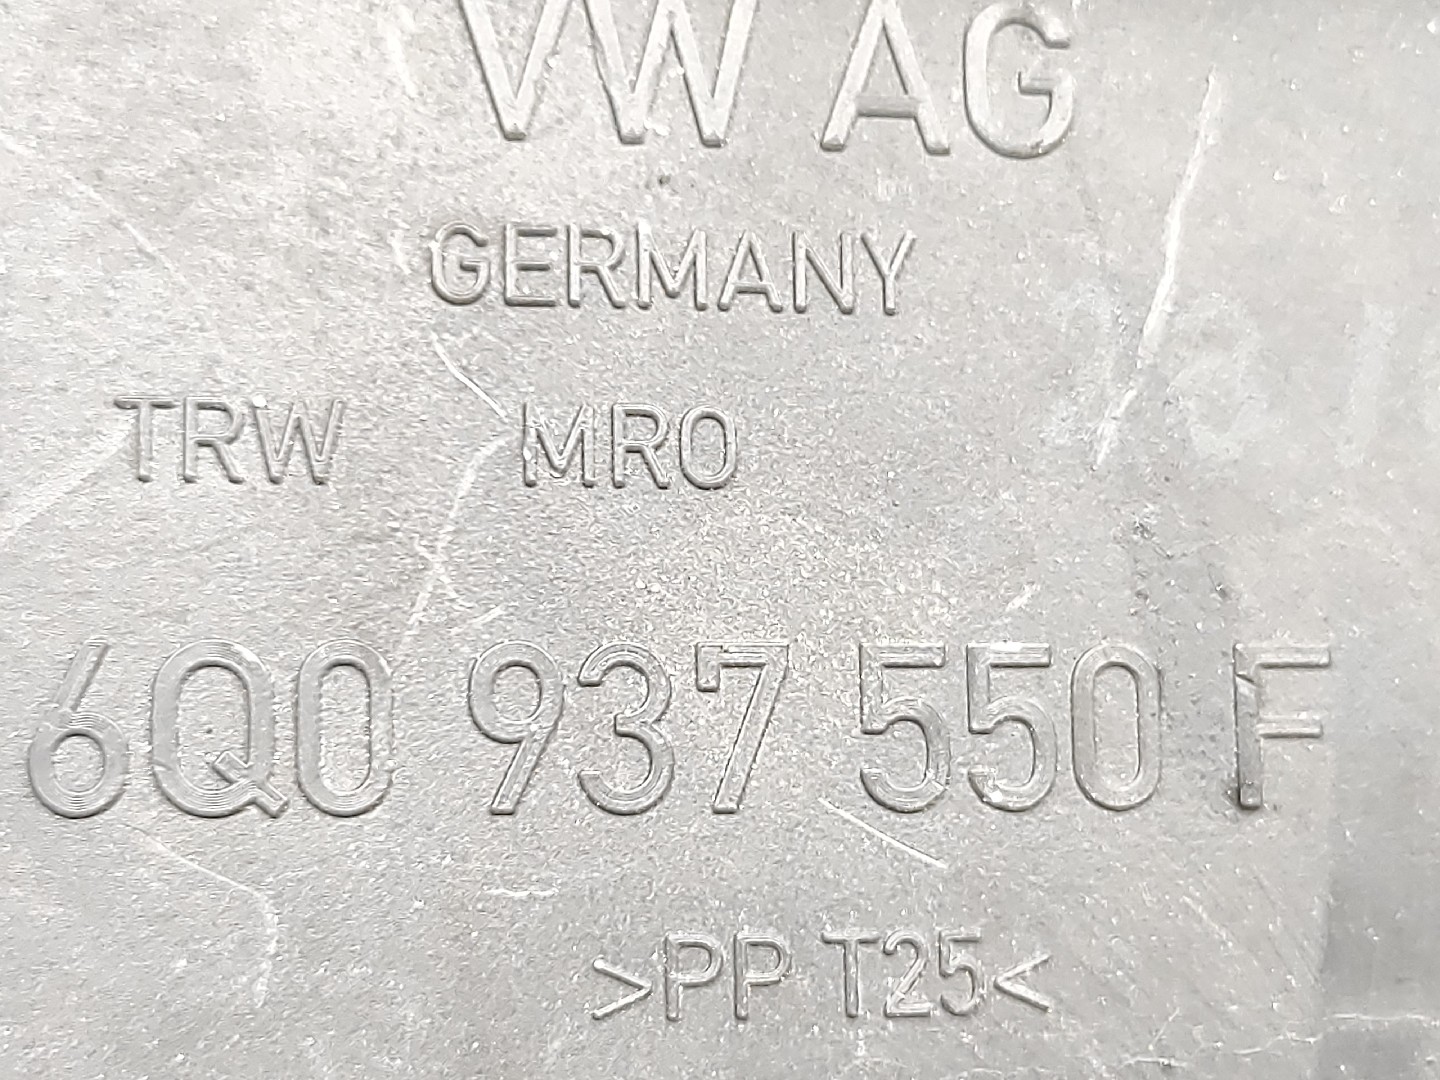 VW AG
GERMANY
TRW MRO
6Q0 937 550 F
>PP T25<